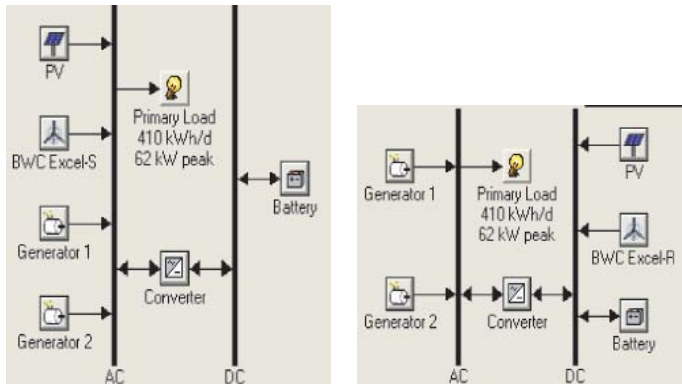 PV
Primary Load
410 kWh/d
62 kW peak
BWC Excel-S
Battery
Generator 1
Converter
Generator 2
AC
DC
Generator 1
Primary Load
410 kWh/d
62 kW peak
PV
BWC Excel-R
Generator 2
Converter
Battery
AC
DC